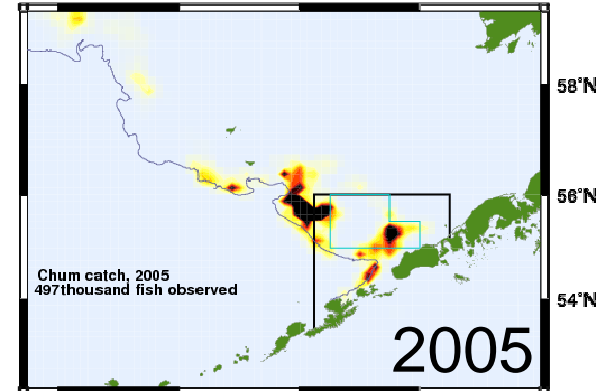 58°N
56°N
Chum catch, 2005
497thousand fish observed
54°N
2005